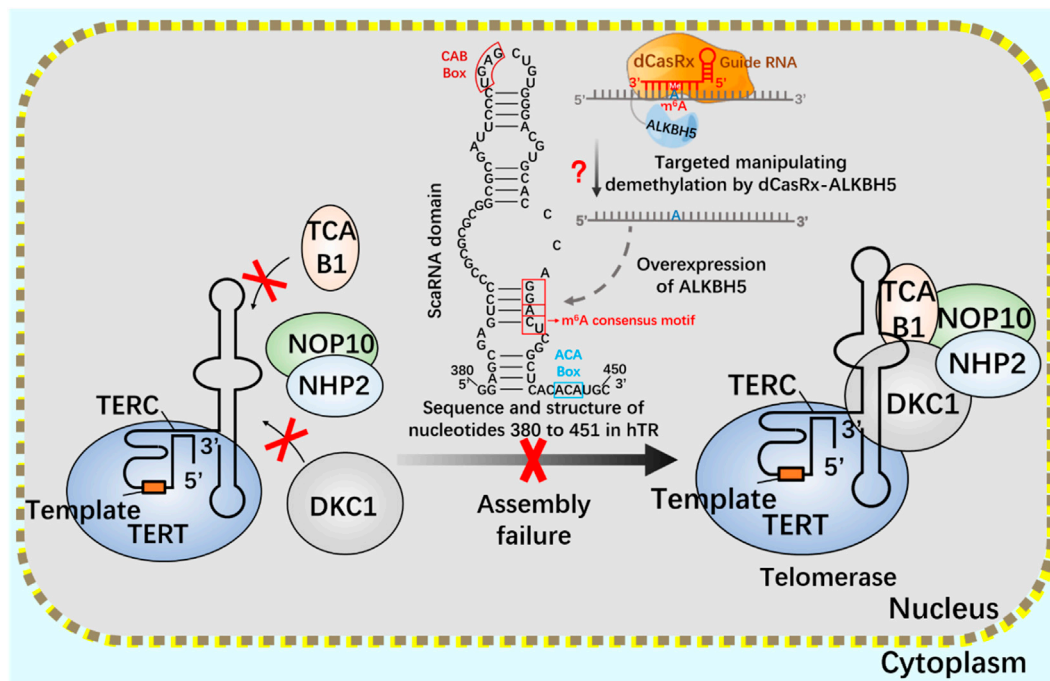 CAB
Box
GAG
U
dCasRx
Guide RNA
3'
5'
5'
A
3'
m⁶A
ALKBH5
?
Targeted manipulating
demethylation by dCasRx-ALKBH5
5'
A
3'
Overexpression
of ALKBH5
ScaRNA domain
G
G
A
C
U
m⁶A consensus motif
ACA
Box
380
5'
GG
CACACAUGC
450
3'
Sequence and structure of
nucleotides 380 to 451 in hTR
TCA
B1
NOP10
NHP2
TERC
3'
5'
Template
TERT
DKC1
Assembly
failure
TCA
B1
NOP10
NHP2
DKC1
TERC
3'
5'
Template
TERT
Telomerase
Nucleus
Cytoplasm